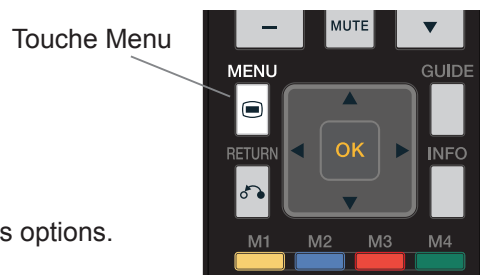 Touche Menu
– MUTE ▼
MENU GUIDE
RETURN OK INFO
s options.
M1 M2 M3 M4